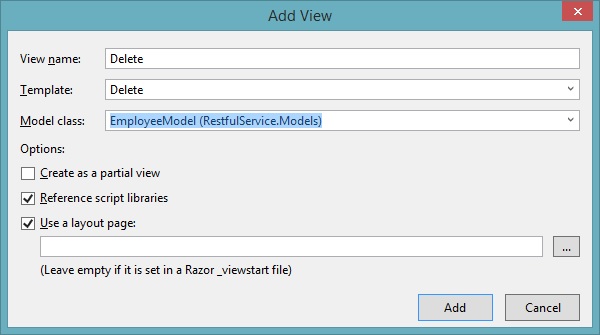 Add View
View name: Delete
Template: Delete
Model class: EmployeeModel (RestfulService.Models)
Options:
Create as a partial view
Reference script libraries
Use a layout page:
...
(Leave empty if it is set in a Razor _viewstart file)
Add Cancel